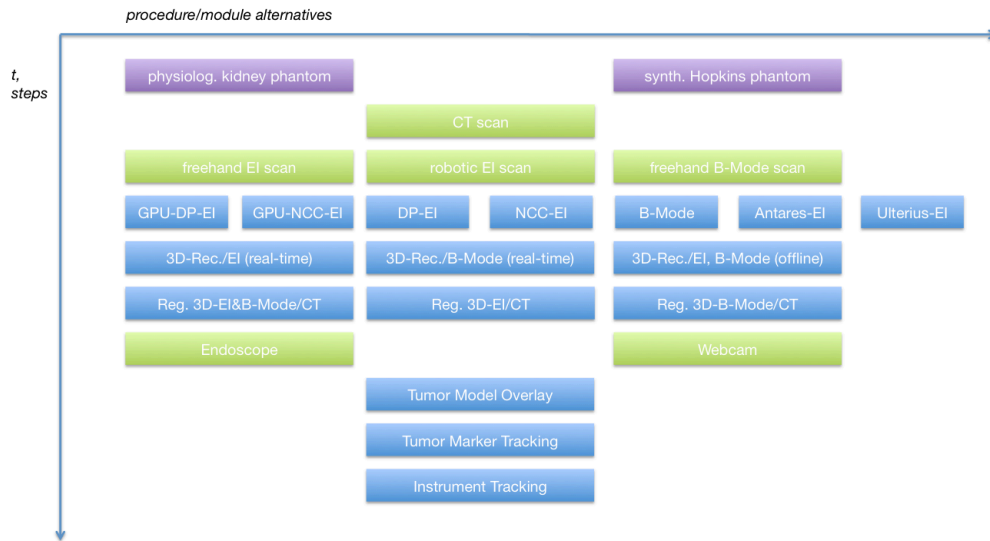 procedure/module alternatives
t,
steps
physiolog. kidney phantom
synth. Hopkins phantom
CT scan
freehand EI scan
robotic EI scan
freehand B-Mode scan
GPU-DP-EI
GPU-NCC-EI
DP-EI
NCC-EI
B-Mode
Antares-EI
Ulterius-EI
3D-Rec./EI (real-time)
3D-Rec./B-Mode (real-time)
3D-Rec./EI, B-Mode (offline)
Reg. 3D-EI&B-Mode/CT
Reg. 3D-EI/CT
Reg. 3D-B-Mode/CT
Endoscope
Webcam
Tumor Model Overlay
Tumor Marker Tracking
Instrument Tracking